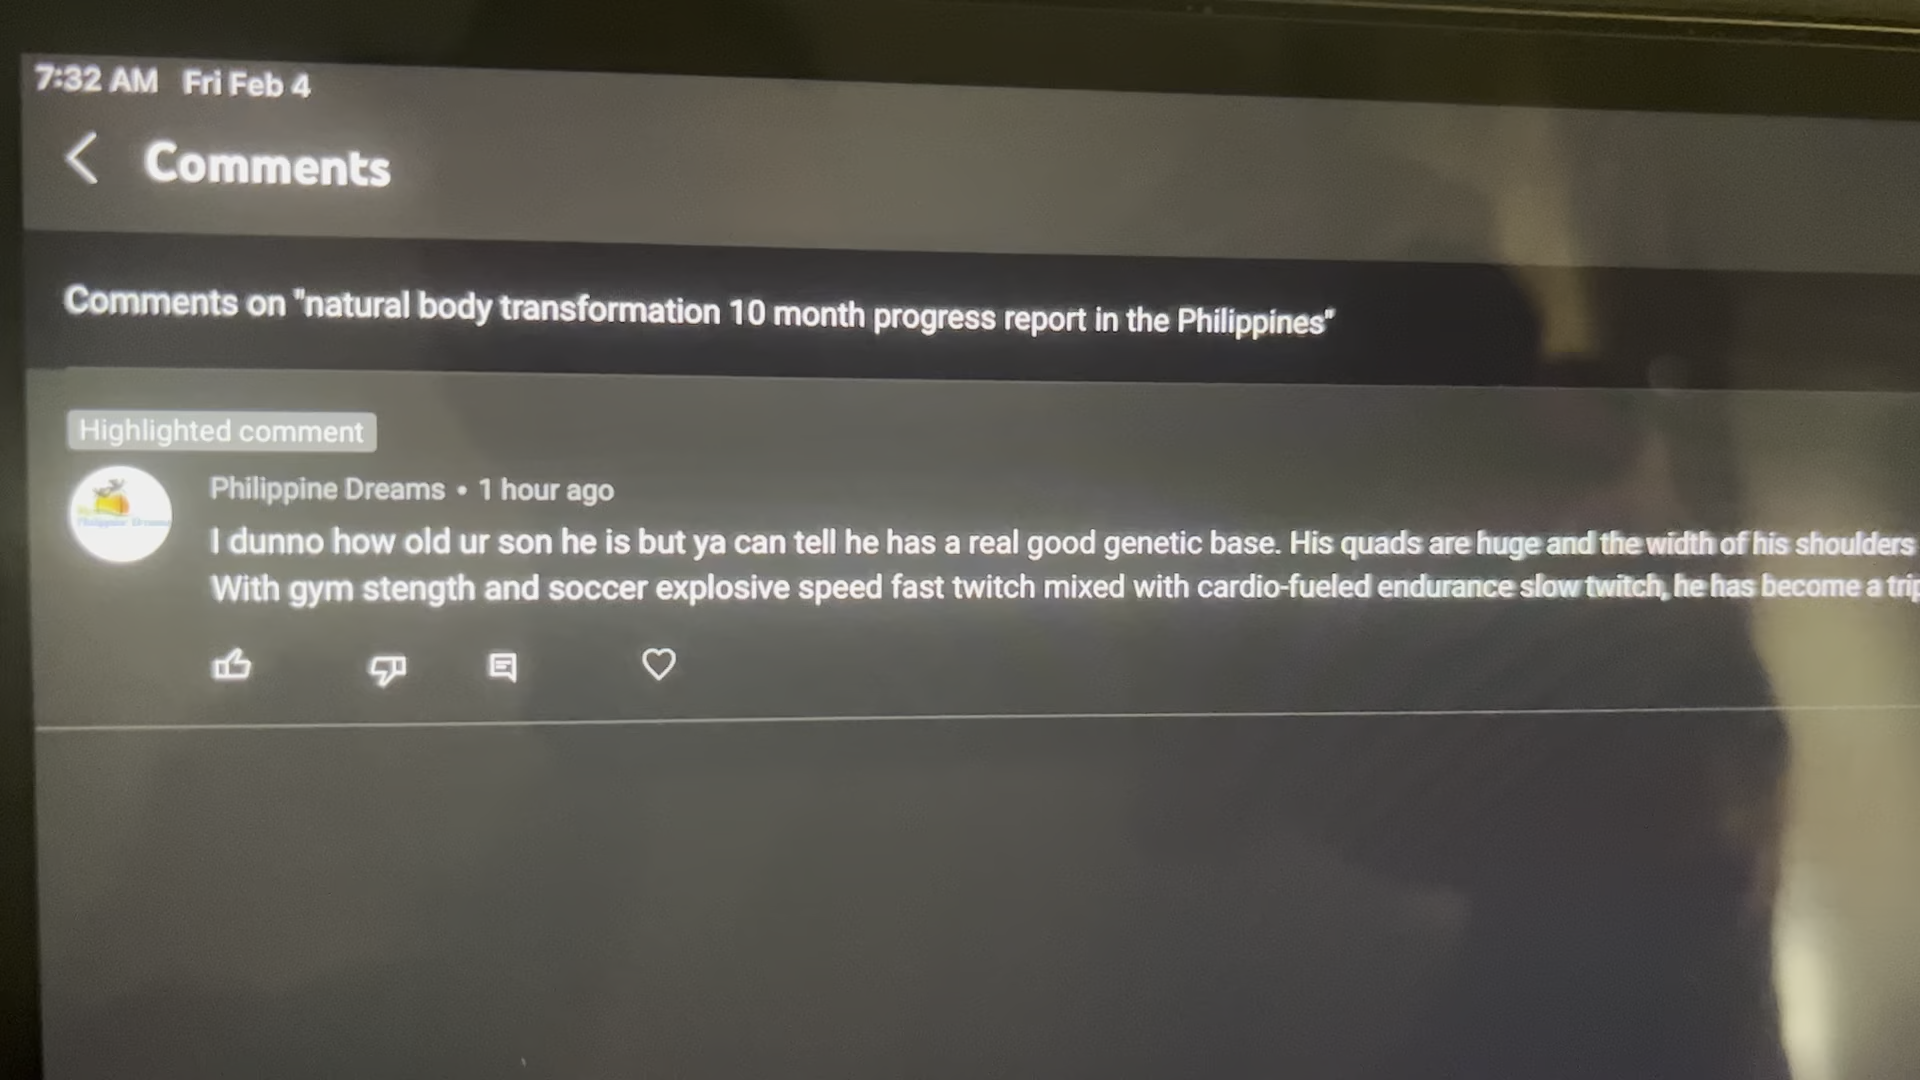 7:32 AM Fri Feb 4
Comments
Comments on "natural body transformation 10 month progress report in the Philippines"
Highlighted comment
Philippine Dreams • 1 hour ago
I dunno how old ur son he is but ya can tell he has a real good genetic base. His quads are huge and the width of his shoulders
With gym stength and soccer explosive speed fast twitch mixed with cardio-fueled endurance slow twitch, he has become a